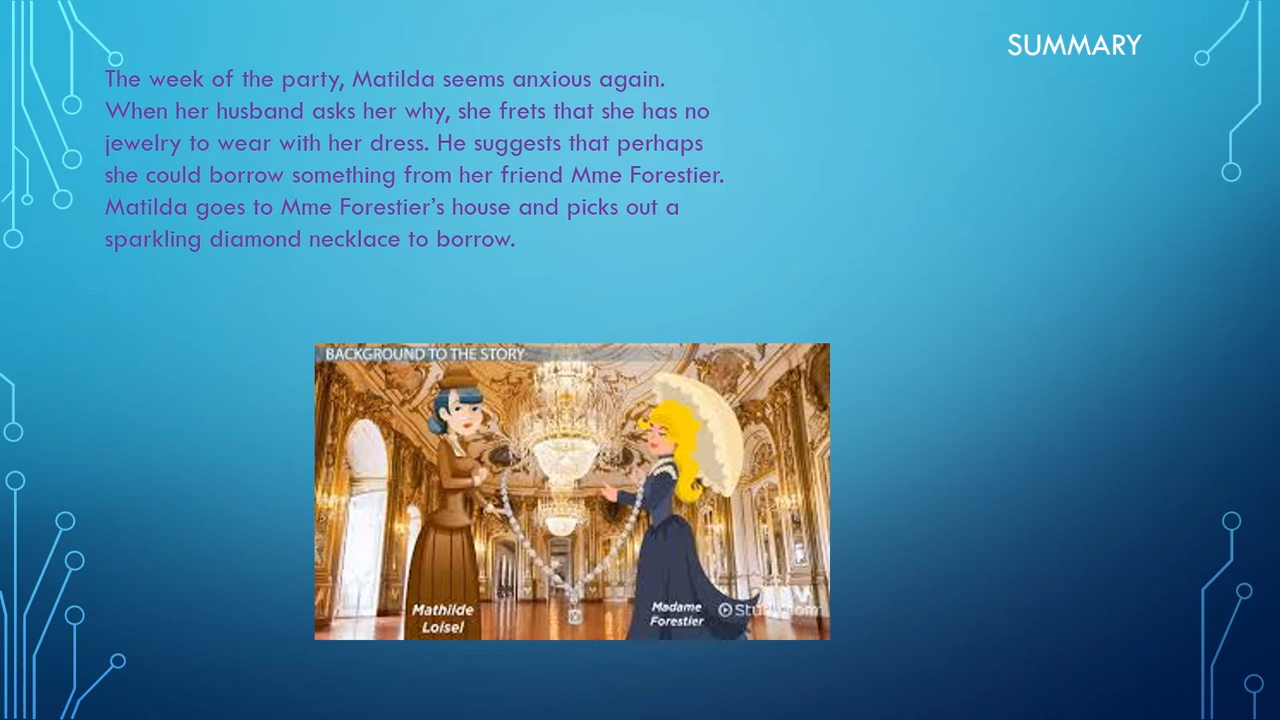 SUMMARY
The week of the party, Matilda seems anxious again.
When her husband asks her why, she frets that she has no
jewelry to wear with her dress. He suggests that perhaps
she could borrow something from her friend Mme Forestier.
Matilda goes to Mme Forestier’s house and picks out a
sparkling diamond necklace to borrow.
BACKGROUND TO THE STORY
Mathilde
Loisel
Madame
Forestier